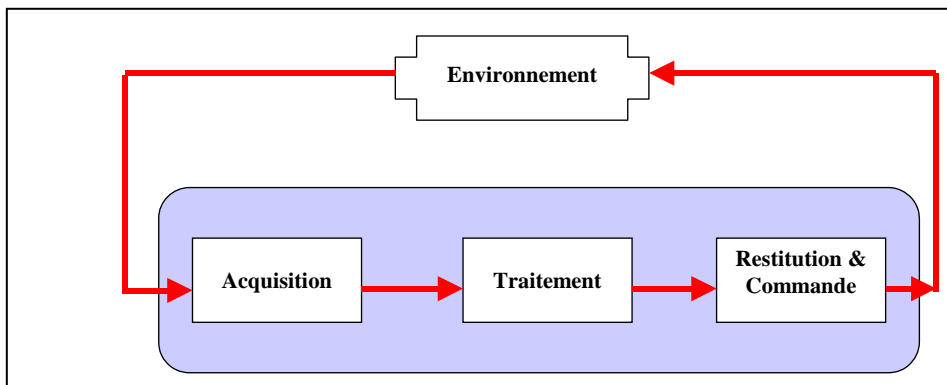 Environnement
Acquisition
Traitement
Restitution &
Commande